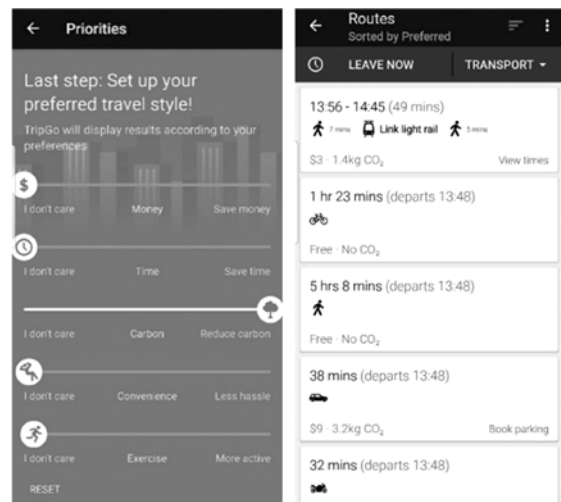 Priorities
Last step: Set up your
preferred travel style!
TripGo will display results according to your
preferences
$
I don't care Money Save money
I don't care Time Save time
I don't care Carbon Reduce carbon
I don't care Convenience Less hassle
I don't care Exercise More active
RESET
Routes
Sorted by Preferred
LEAVE NOW TRANSPORT
13:56 - 14:45 (49 mins)
7 mins Link light rail 5 mins
$3 · 1.4kg CO₂ View times
1 hr 23 mins (departs 13:48)
Free · No CO₂
5 hrs 8 mins (departs 13:48)
Free · No CO₂
38 mins (departs 13:48)
$9 · 3.2kg CO₂ Book parking
32 mins (departs 13:48)